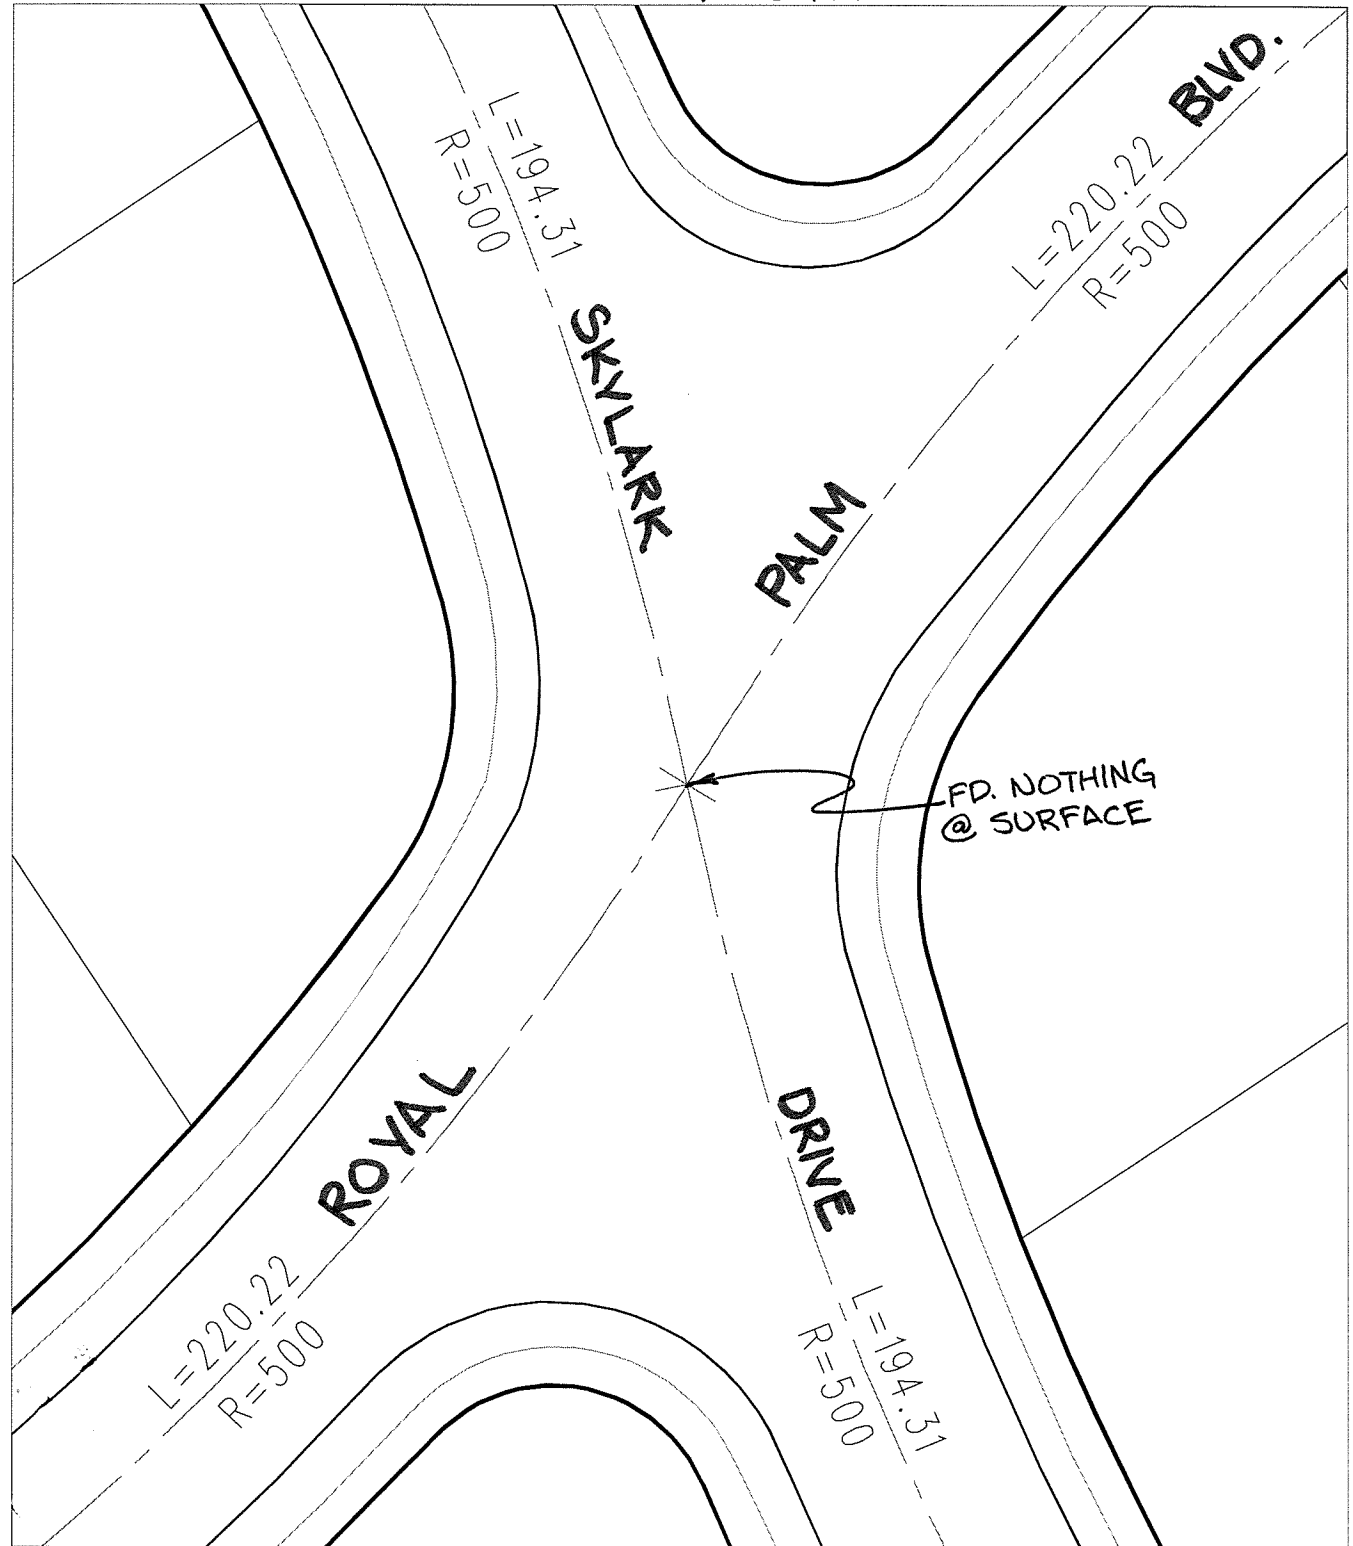 BLVD.
L=194.31
R=500
L=220.22
R=500
SKYLARK
PALM
FD. NOTHING
@ SURFACE
ROYAL
DRIVE
L=220.22
R=500
L=194.31
R=500